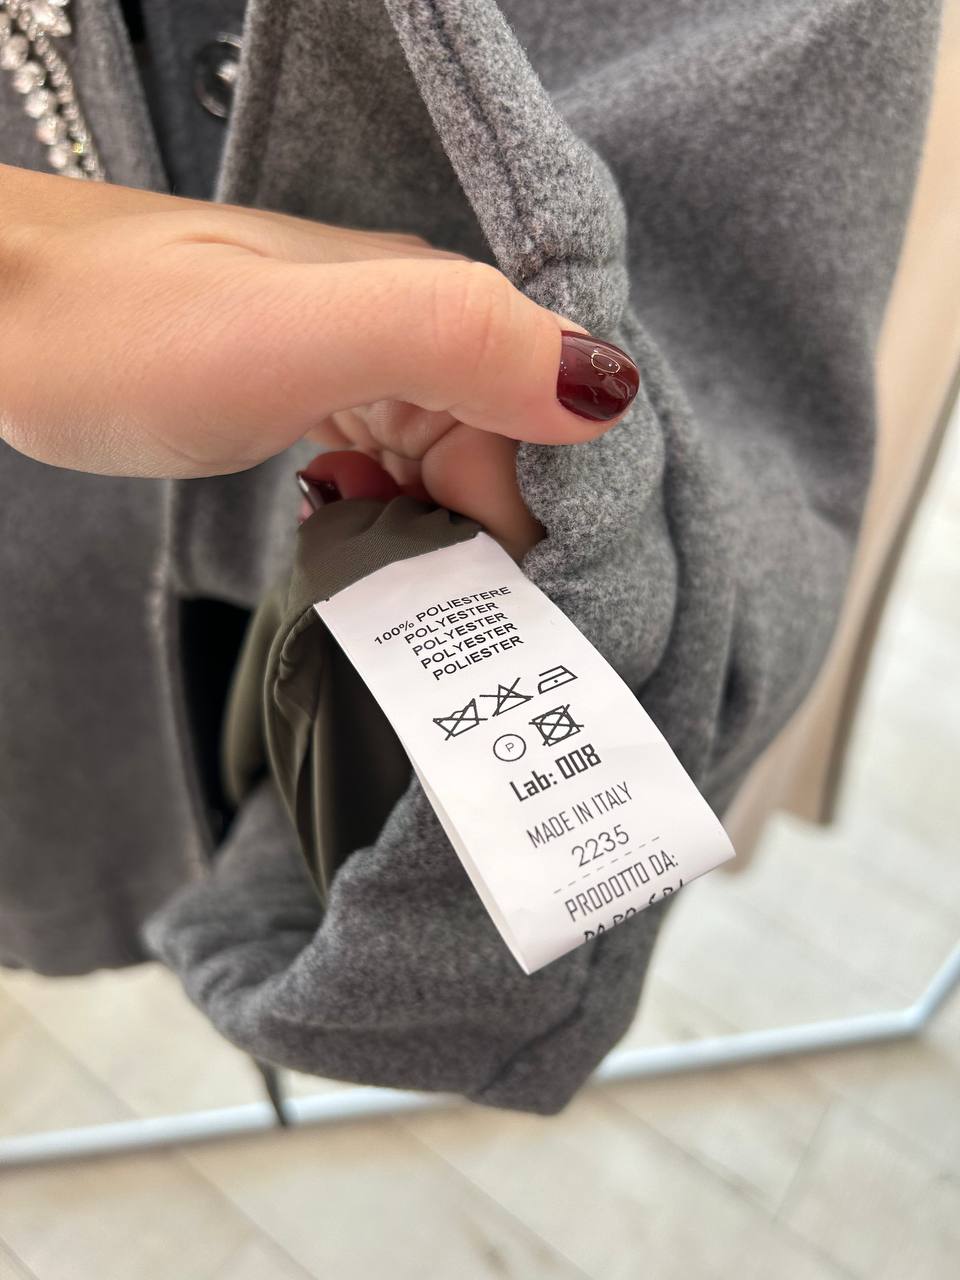 100% POLIESTERE
POLYESTER
POLYESTER
POLYESTER
POLIESTER
P
Lab: 008
MADE IN ITALY
2235
PRODOTTO DA: